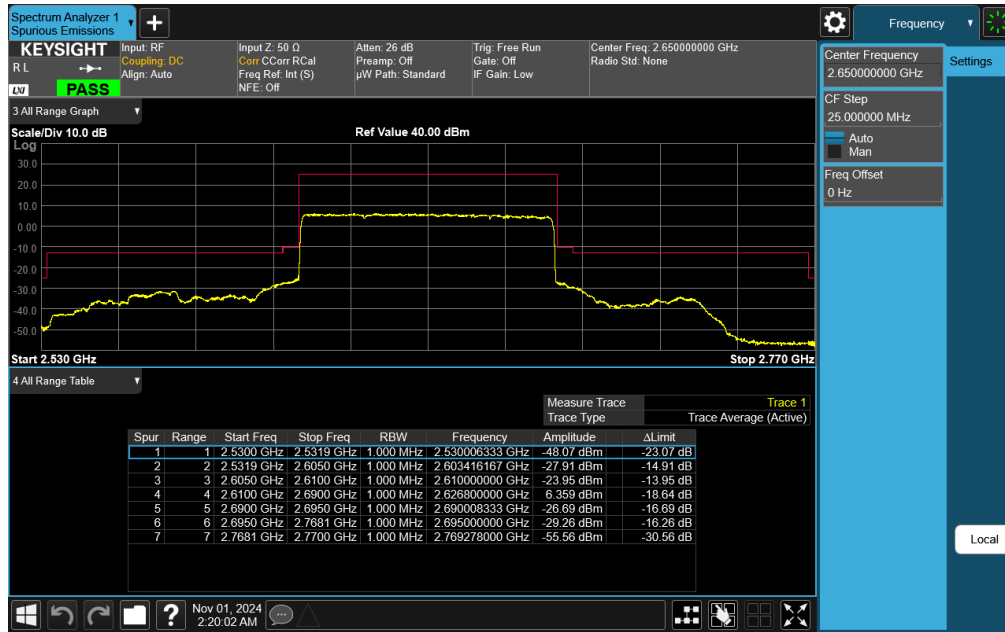 Spectrum Analyzer 1
Spurious Emissions
Frequency
KEYSIGHT
R L
LXI
PASS
Input: RF
Coupling: DC
Align: Auto
Input Z: 50 Ω
Corr CCorr RCal
Freq Ref: Int (S)
NFE: Off
Atten: 26 dB
Preamp: Off
µW Path: Standard
Trig: Free Run
Gate: Off
IF Gain: Low
Center Freq: 2.650000000 GHz
Radio Std: None
Center Frequency
2.650000000 GHz
Settings
CF Step
25.000000 MHz
Auto
Man
Freq Offset
0 Hz
3 All Range Graph
Scale/Div 10.0 dB Ref Value 40.00 dBm
Log
30.0
20.0
10.0
0.00
-10.0
-20.0
-30.0
-40.0
-50.0
Start 2.530 GHz Stop 2.770 GHz
4 All Range Table
Measure Trace Trace 1
Trace Type Trace Average (Active)
Spur Range Start Freq Stop Freq RBW Frequency Amplitude ΔLimit
1 1 2.5300 GHz 2.5319 GHz 1.000 MHz 2.530006333 GHz -48.07 dBm -23.07 dB
2 2 2.5319 GHz 2.6050 GHz 1.000 MHz 2.603416167 GHz -27.91 dBm -14.91 dB
3 3 2.6050 GHz 2.6100 GHz 1.000 MHz 2.610000000 GHz -23.95 dBm -13.95 dB
4 4 2.6100 GHz 2.6900 GHz 1.000 MHz 2.626800000 GHz 6.359 dBm -18.64 dB
5 5 2.6900 GHz 2.6950 GHz 1.000 MHz 2.690008333 GHz -26.69 dBm -16.69 dB
6 6 2.6950 GHz 2.7681 GHz 1.000 MHz 2.695000000 GHz -29.26 dBm -16.26 dB
7 7 2.7681 GHz 2.7700 GHz 1.000 MHz 2.769278000 GHz -55.56 dBm -30.56 dB
Local
Nov 01, 2024
2:20:02 AM